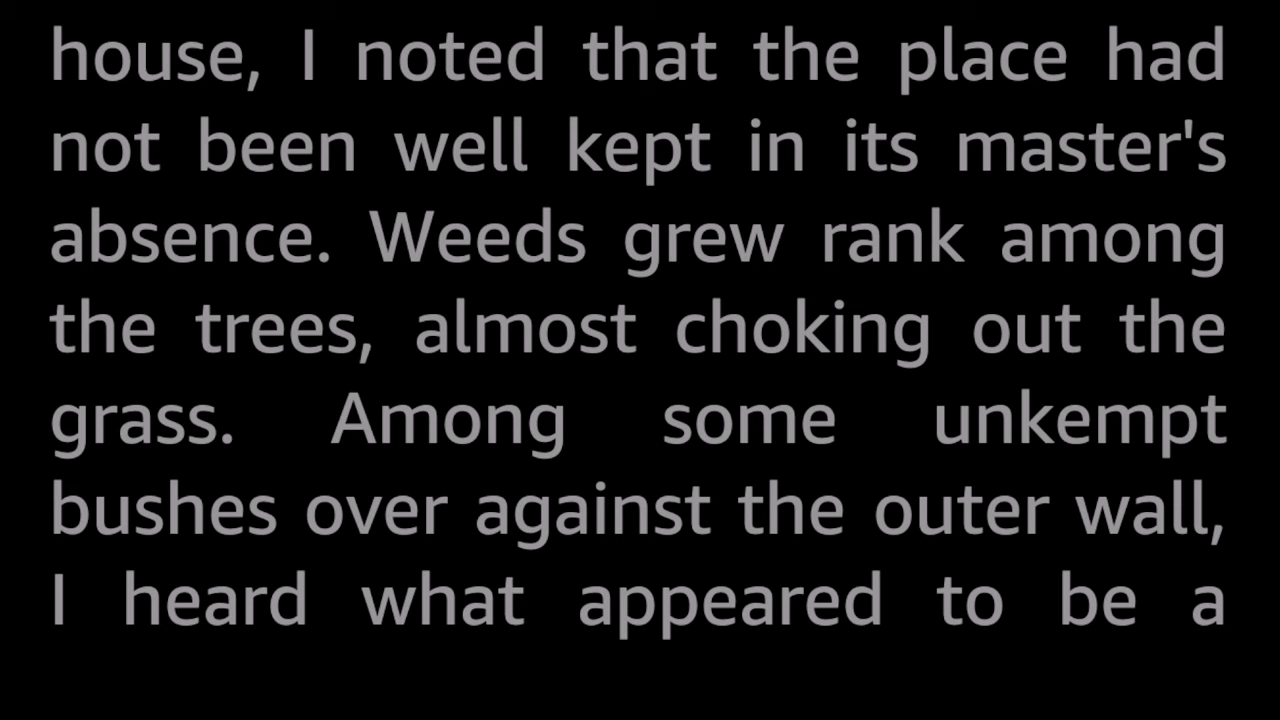 house, I noted that the place had
not been well kept in its master's
absence. Weeds grew rank among
the trees, almost choking out the
grass. Among some unkempt
bushes over against the outer wall,
I heard what appeared to be a